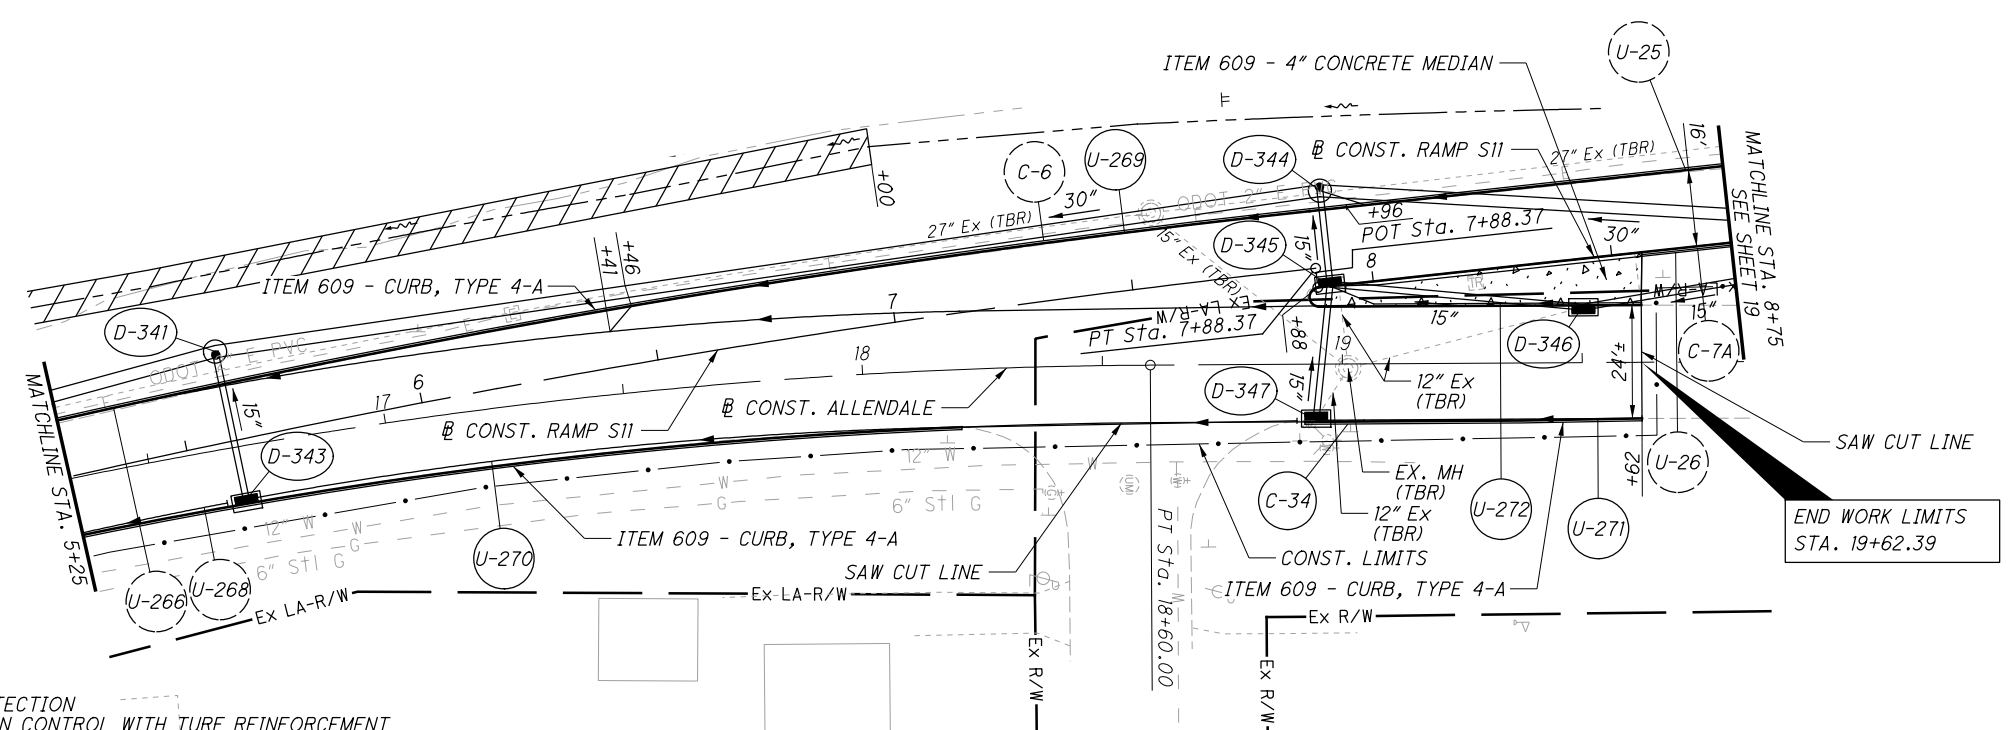 U-25
ITEM 609 - 4" CONCRETE MEDIAN
16'
MATCHLINE STA. 8+75
SEE SHEET 19
D-344
℄ CONST. RAMP S11
27" Ex (TBR)
C-6
U-269
+00
30"
ODOT 2" E
+96
POT Sta. 7+88.37
27" Ex (TBR)
15" Ex (TBR)
D-345
15"
30"
8
+46
+41
ITEM 609 - CURB, TYPE 4-A
7
Ex LA-R/W
LA-R/W
15"
15"
D-341
E PVC
PT Sta. 7+88.37
+88
19
D-346
C-7A
24'±
18
6
17
℄ CONST. ALLENDALE
℄ CONST. RAMP S11
D-347
15"
12" Ex
(TBR)
MATCHLINE STA. 5+25
15"
D-343
SAW CUT LINE
12" W
W
W
G
6" Stl G
EX. MH
(TBR)
12" Ex
(TBR)
C-34
U-272
U-271
U-26
+62
END WORK LIMITS
STA. 19+62.39
12" W
W
G
6" Stl G
ITEM 609 - CURB, TYPE 4-A
U-270
SAW CUT LINE
CONST. LIMITS
ITEM 609 - CURB, TYPE 4-A
U-266
U-268
Ex LA-R/W
Ex LA-R/W
PT Sta. 18+60.00
Ex R/W
Ex R/W
Ex R/W
TECTION
N CONTROL WITH TURF REINFORCEMENT